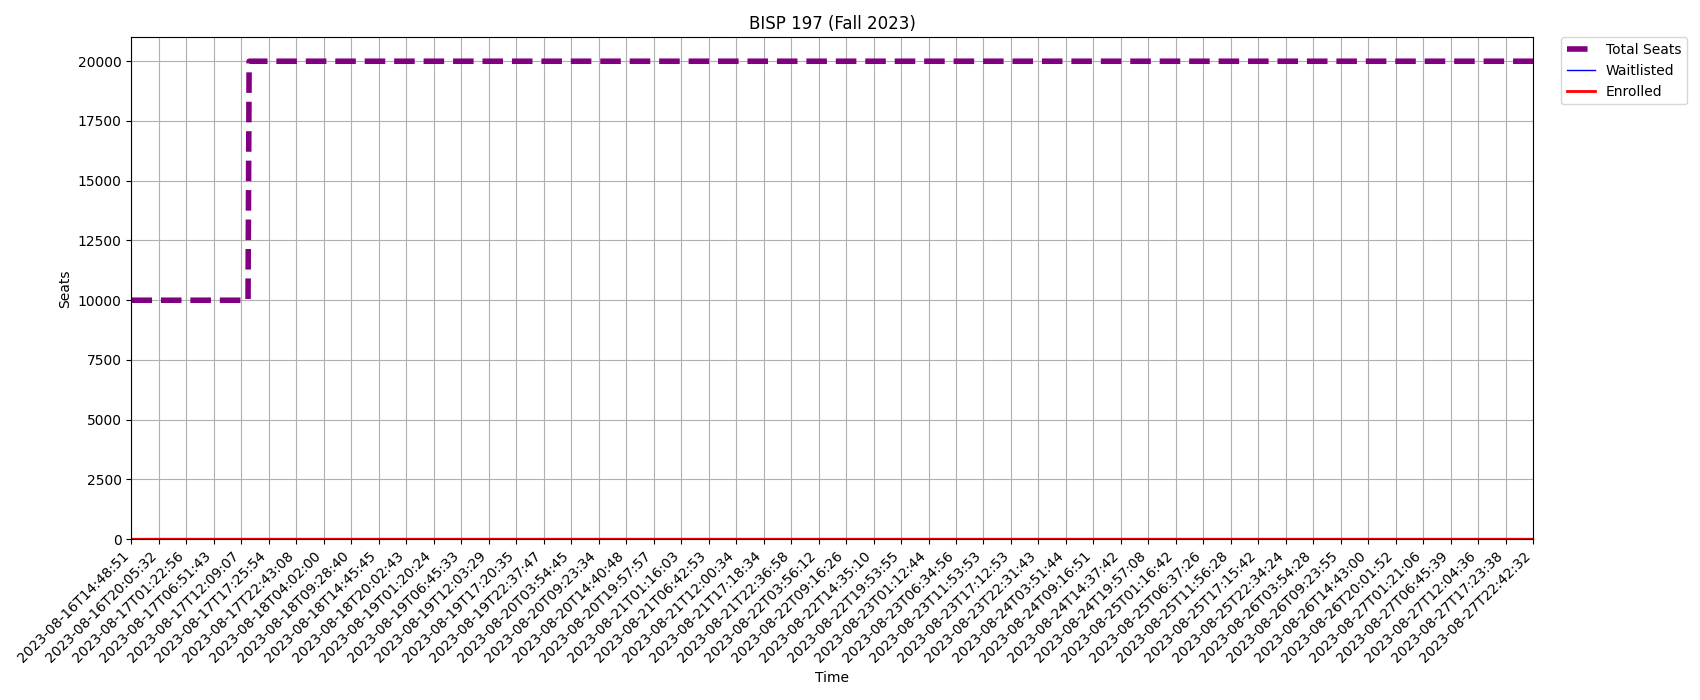 BISP 197 (Fall 2023)
Total Seats
Waitlisted
Enrolled
20000
17500
15000
12500
10000
7500
5000
2500
0
Seats
2023-08-16T14:48:51
2023-08-16T20:05:32
2023-08-17T01:22:56
2023-08-17T06:51:43
2023-08-17T12:09:07
2023-08-17T17:25:54
2023-08-17T22:43:08
2023-08-18T04:02:00
2023-08-18T09:28:40
2023-08-18T14:45:45
2023-08-18T20:02:43
2023-08-19T01:20:24
2023-08-19T06:45:33
2023-08-19T12:03:29
2023-08-19T17:20:35
2023-08-19T22:37:47
2023-08-20T03:54:45
2023-08-20T09:23:34
2023-08-20T14:40:48
2023-08-20T19:57:57
2023-08-21T01:16:03
2023-08-21T06:42:53
2023-08-21T12:00:34
2023-08-21T17:18:34
2023-08-21T22:36:58
2023-08-22T03:56:12
2023-08-22T09:16:26
2023-08-22T14:35:10
2023-08-22T19:53:55
2023-08-23T01:12:44
2023-08-23T06:34:56
2023-08-23T11:53:53
2023-08-23T17:12:53
2023-08-23T22:31:43
2023-08-24T03:51:44
2023-08-24T09:16:51
2023-08-24T14:37:42
2023-08-24T19:57:08
2023-08-25T01:16:42
2023-08-25T06:37:26
2023-08-25T11:56:28
2023-08-25T17:15:42
2023-08-25T22:34:24
2023-08-26T03:54:28
2023-08-26T09:23:55
2023-08-26T14:43:00
2023-08-26T20:01:52
2023-08-27T01:21:06
2023-08-27T06:45:39
2023-08-27T12:04:36
2023-08-27T17:23:38
2023-08-27T22:42:32
Time